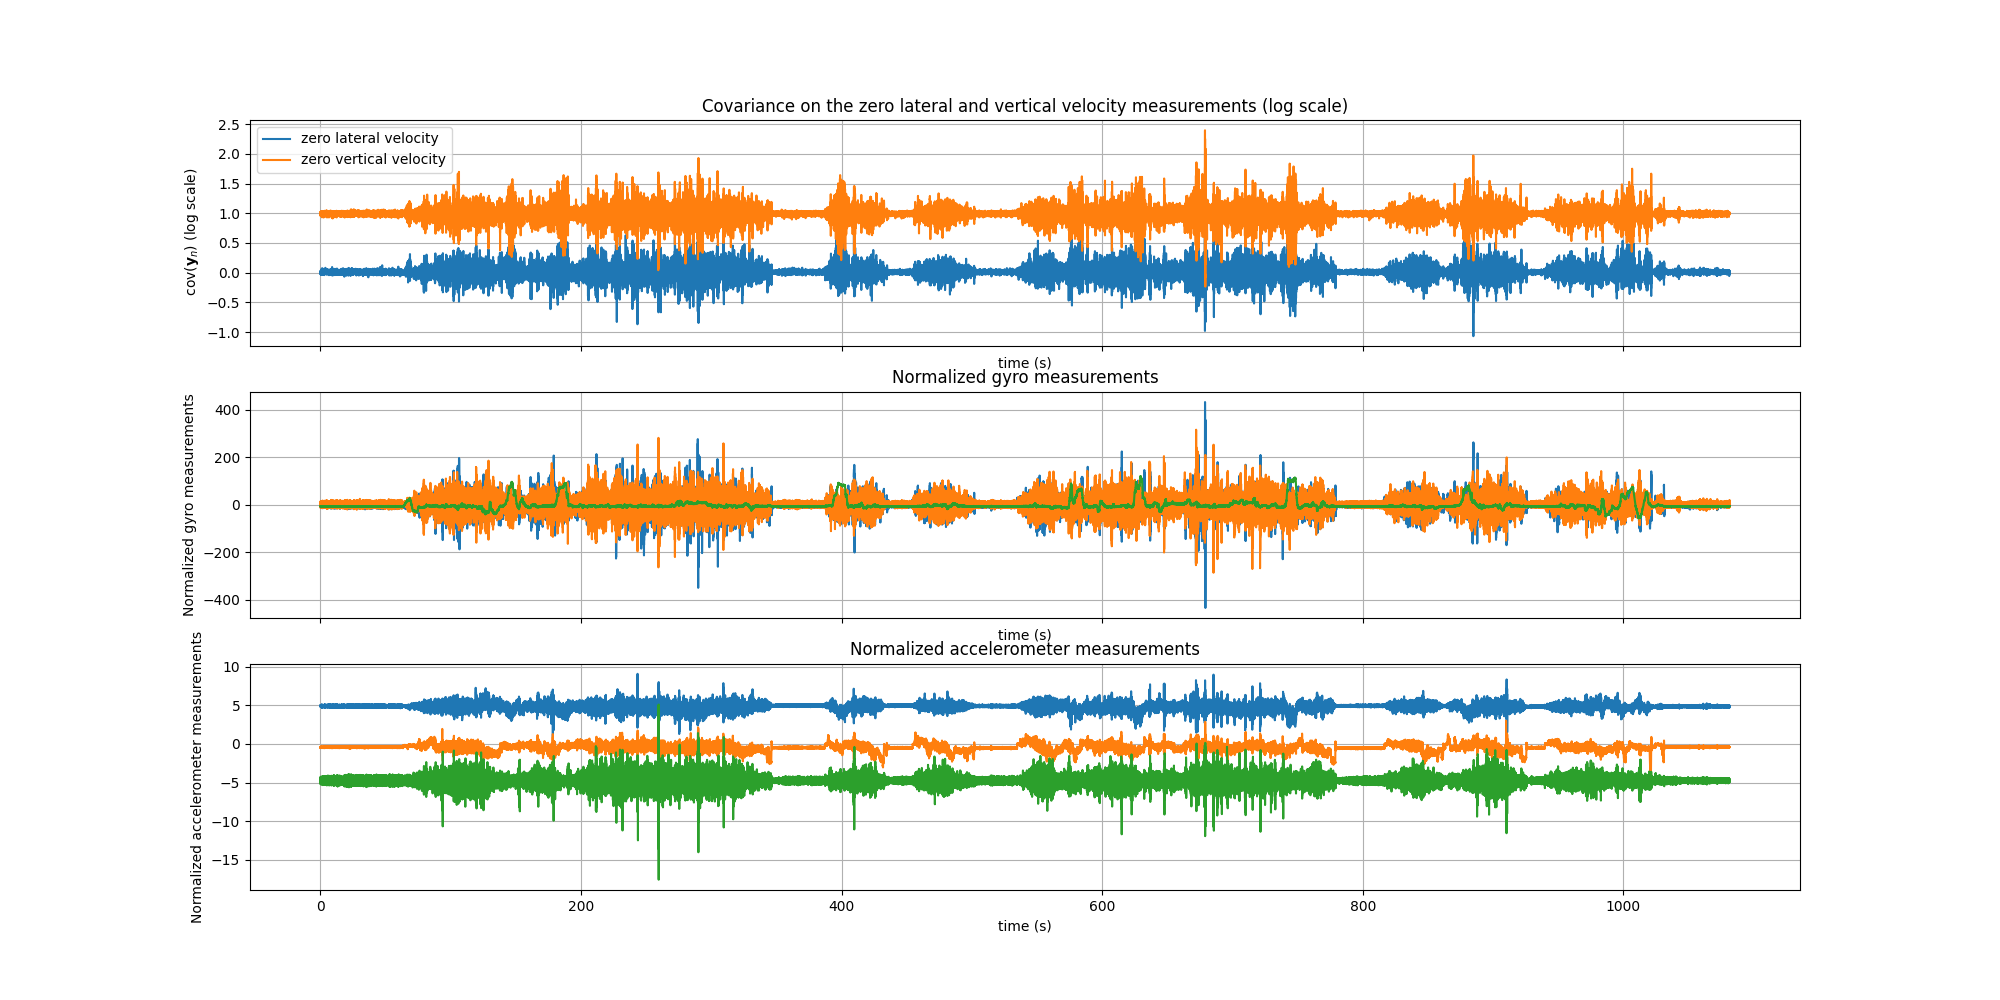 Covariance on the zero lateral and vertical velocity measurements (log scale)
cov(𝐲ₙ) (log scale)
2.5
2.0
1.5
1.0
0.5
0.0
−0.5
−1.0
zero lateral velocity
zero vertical velocity
time (s)
Normalized gyro measurements
Normalized gyro measurements
400
200
0
−200
−400
time (s)
Normalized accelerometer measurements
Normalized accelerometer measurements
10
5
0
−5
−10
−15
0 200 400 600 800 1000
time (s)